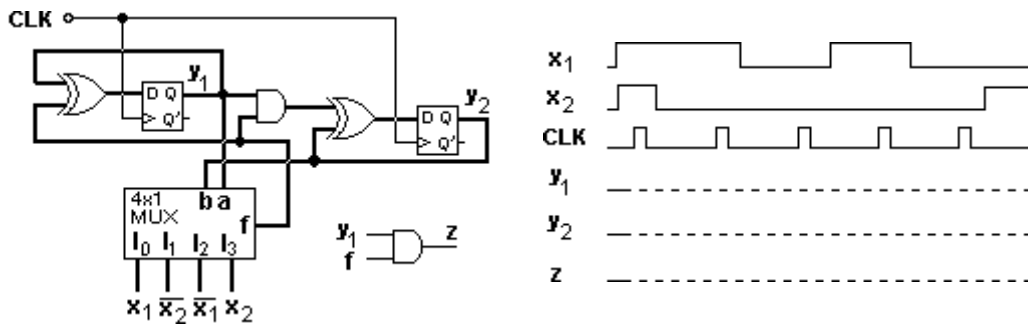 CLK
y1
y2
D Q
> Q'
D Q
> Q'
4x1
MUX
b a
f
I0 I1 I2 I3
x1 x2 x1 x2
y1
f
z
x1
x2
CLK
y1
y2
z